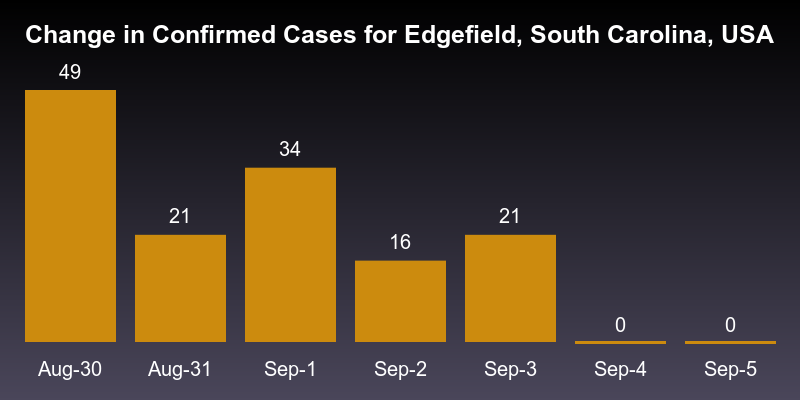 Change in Confirmed Cases for Edgefield, South Carolina, USA
49
21
34
16
21
0
0
Aug-30
Aug-31
Sep-1
Sep-2
Sep-3
Sep-4
Sep-5